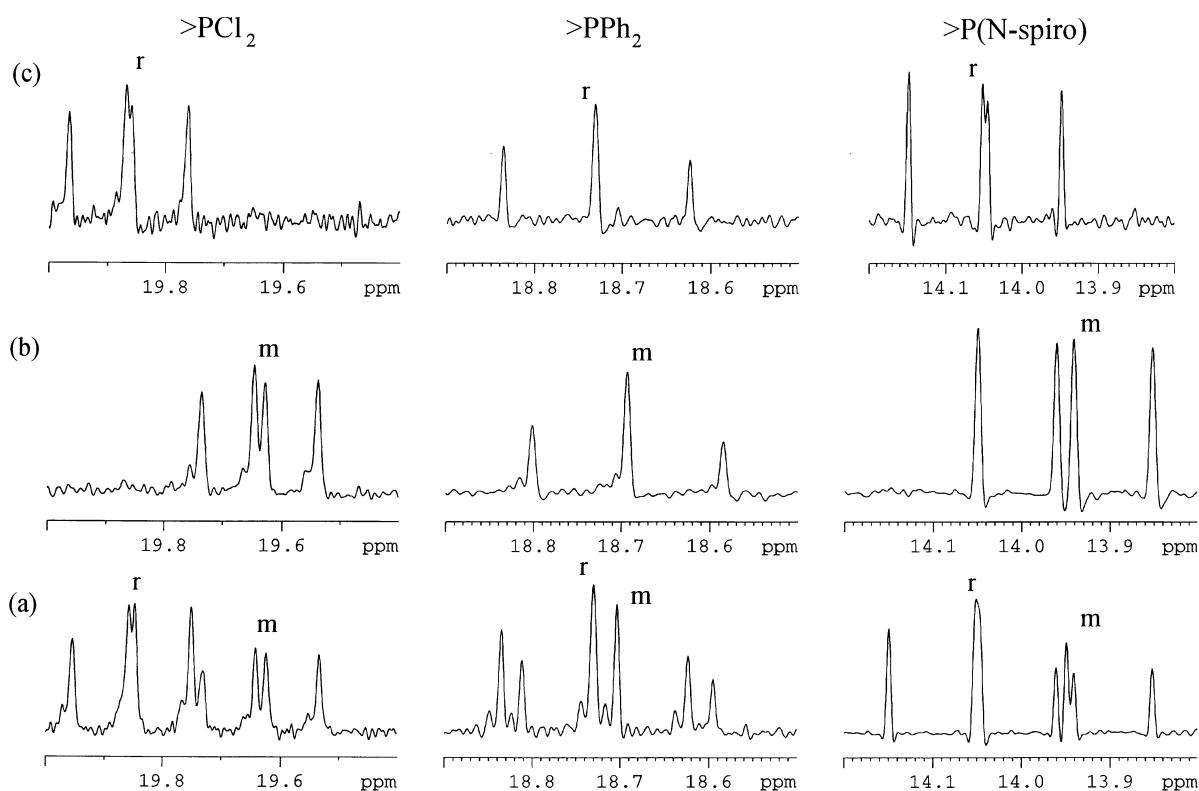 >PCl2 >PPh2 >P(N-spiro)
(c) r r r
19.8 19.6 ppm 18.8 18.7 18.6 ppm 14.1 14.0 13.9 ppm
(b) m m m
19.8 19.6 ppm 18.8 18.7 18.6 ppm 14.1 14.0 13.9 ppm
(a) r m r m r m
19.8 19.6 ppm 18.8 18.7 18.6 ppm 14.1 14.0 13.9 ppm